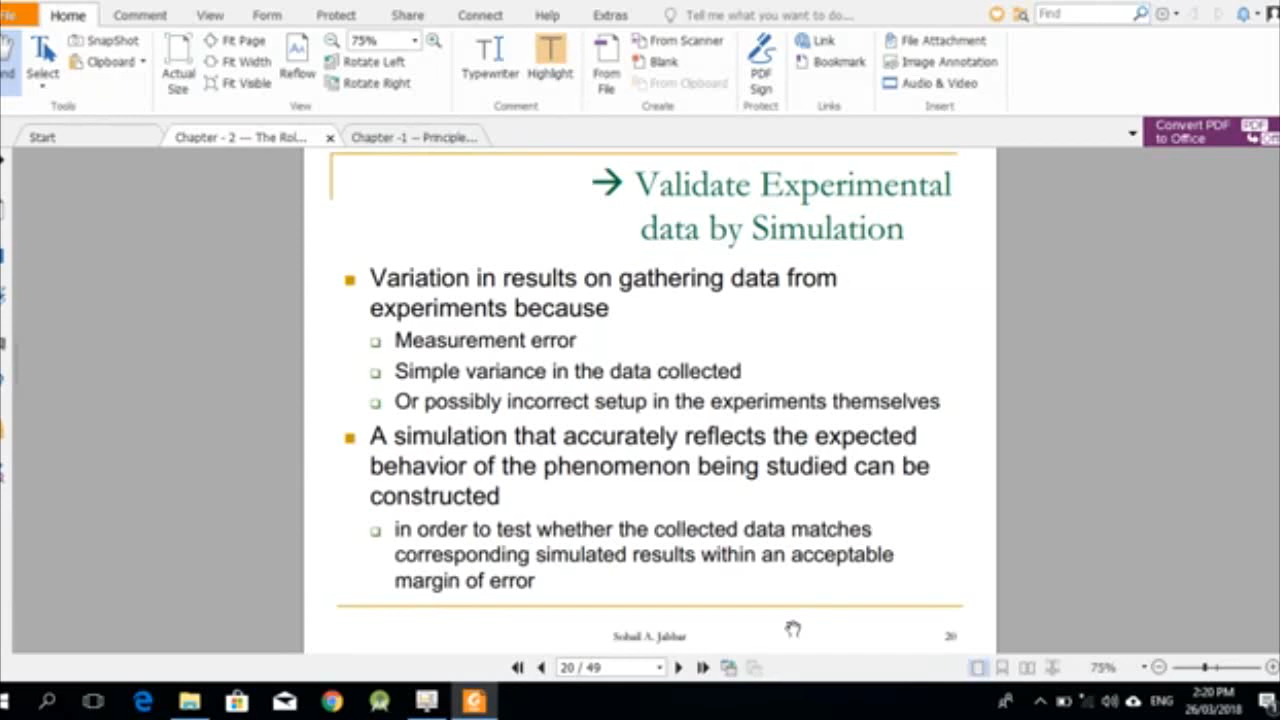 File Home Comment View Form Protect Share Connect Help Extras Tell me what you want to do... Find
SnapShot Fit Page 75% From Scanner Link File Attachment
Select Clipboard Actual Size Fit Width Rotate Left Reflow Typewriter Highlight From File Blank PDF Sign Bookmark Image Annotation
Fit Visible Rotate Right From Clipboard Audio & Video
Tools View Comment Create Protect Links Insert
Start Chapter - 2 --- The Rol... x Chapter -1 -- Principle... Convert PDF to Office
→ Validate Experimental
data by Simulation
Variation in results on gathering data from
experiments because
Measurement error
Simple variance in the data collected
Or possibly incorrect setup in the experiments themselves
A simulation that accurately reflects the expected
behavior of the phenomenon being studied can be
constructed
in order to test whether the collected data matches
corresponding simulated results within an acceptable
margin of error
Sohail A. Jabbar 20
20 / 49 75%
ENG 2:20 PM
26/03/2018